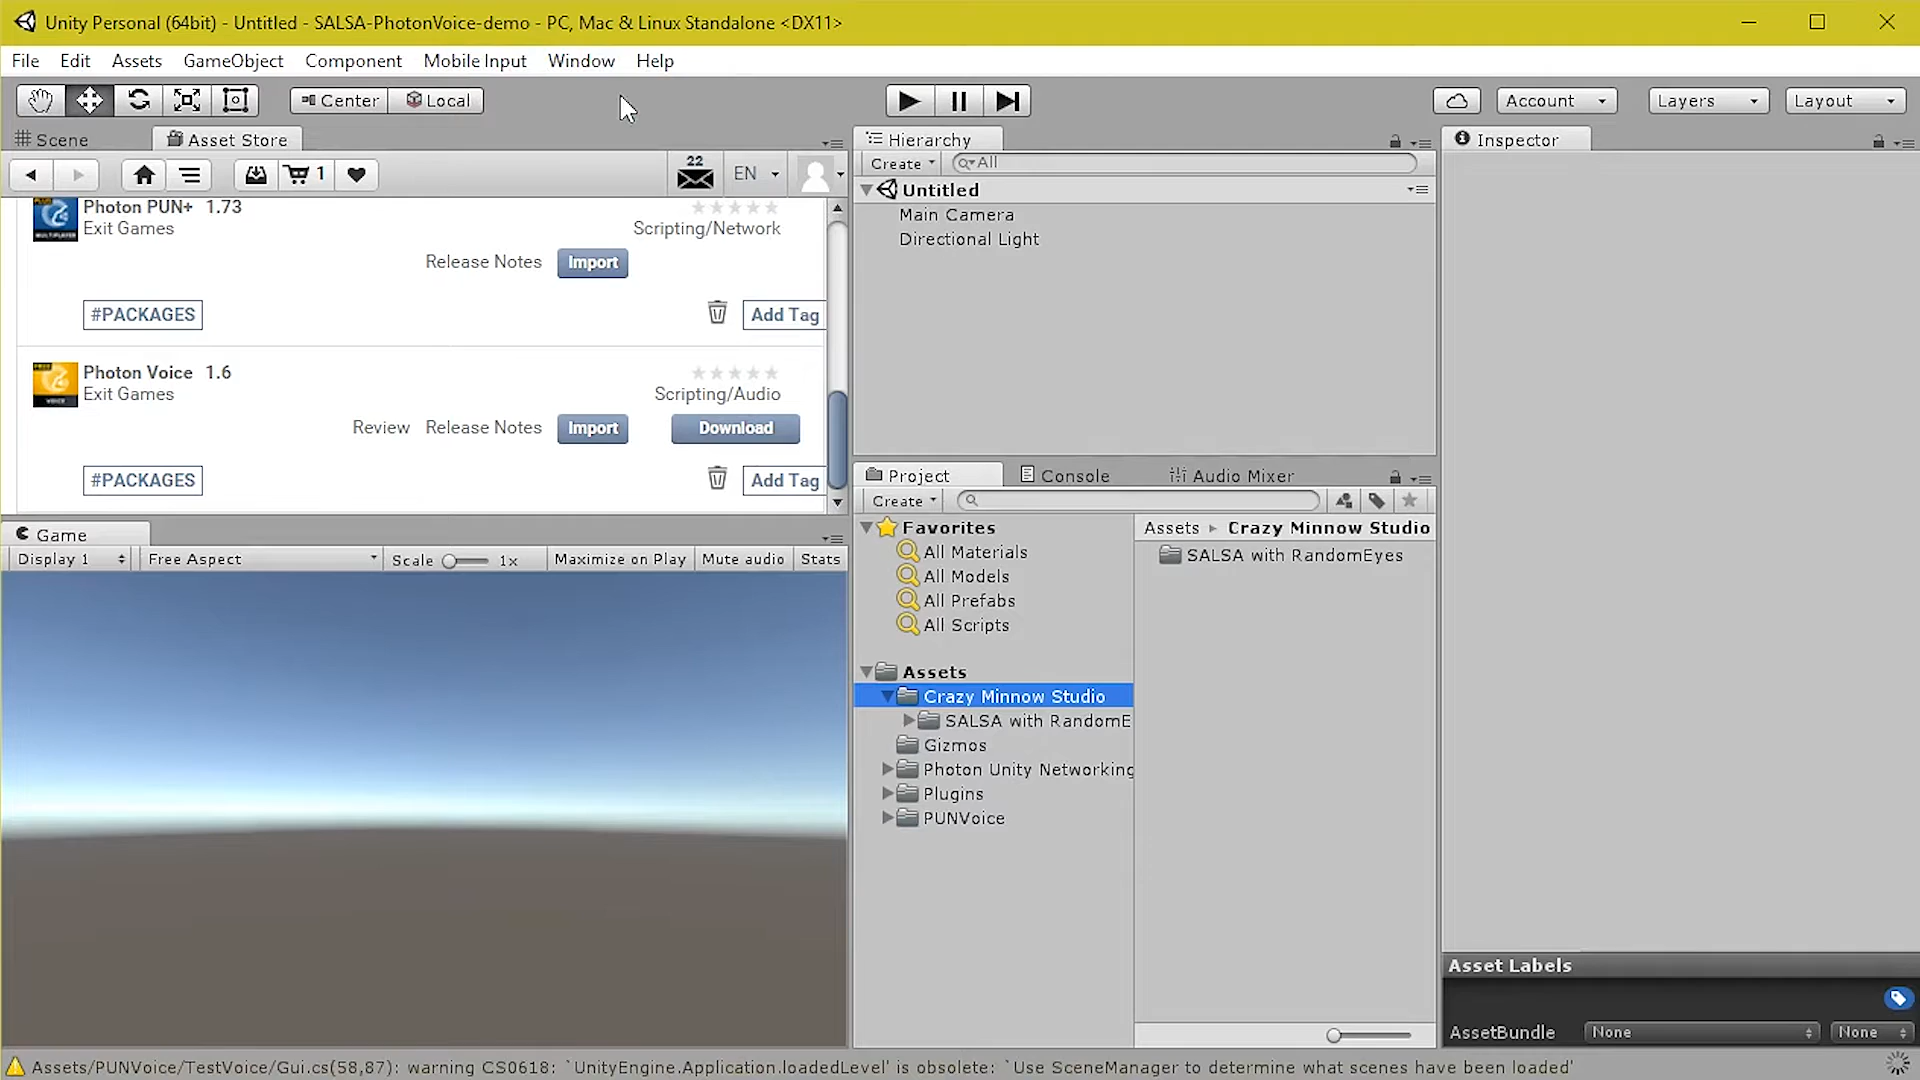 Unity Personal (64bit) - Untitled - SALSA-PhotonVoice-demo - PC, Mac & Linux Standalone <DX11>
File Edit Assets GameObject Component Mobile Input Window Help
Center Local Account Layers Layout
Scene Asset Store
22
1 EN
Photon PUN+ 1.73
Exit Games Scripting/Network
Release Notes Import
#PACKAGES Add Tag
Photon Voice 1.6
Exit Games Scripting/Audio
Review Release Notes Import Download
#PACKAGES Add Tag
Game
Display 1 Free Aspect Scale 1x Maximize on Play Mute audio Stats
Hierarchy
Create All
Untitled
Main Camera
Directional Light
Project Console Audio Mixer
Create
Favorites
All Materials
All Models
All Prefabs
All Scripts
Assets
Crazy Minnow Studio
SALSA with RandomE
Gizmos
Photon Unity Networking
Plugins
PUNVoice
Assets Crazy Minnow Studio
SALSA with RandomEyes
Inspector
Asset Labels
AssetBundle None None
Assets/PUNVoice/TestVoice/Gui.cs(58,87): warning CS0618: `UnityEngine.Application.loadedLevel' is obsolete: `Use SceneManager to determine what scenes have been loaded'